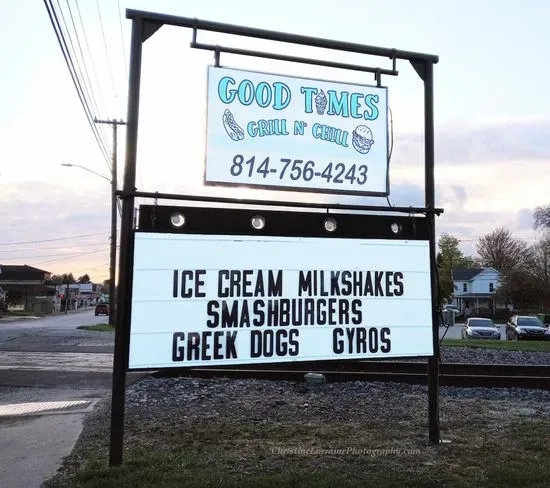 GOOD TIMES
GRILL N' CHILL
814-756-4243
ICE CREAM MILKSHAKES
SMASHBURGERS
GREEK DOGS GYROS
ChristineLorrainePhotography.com